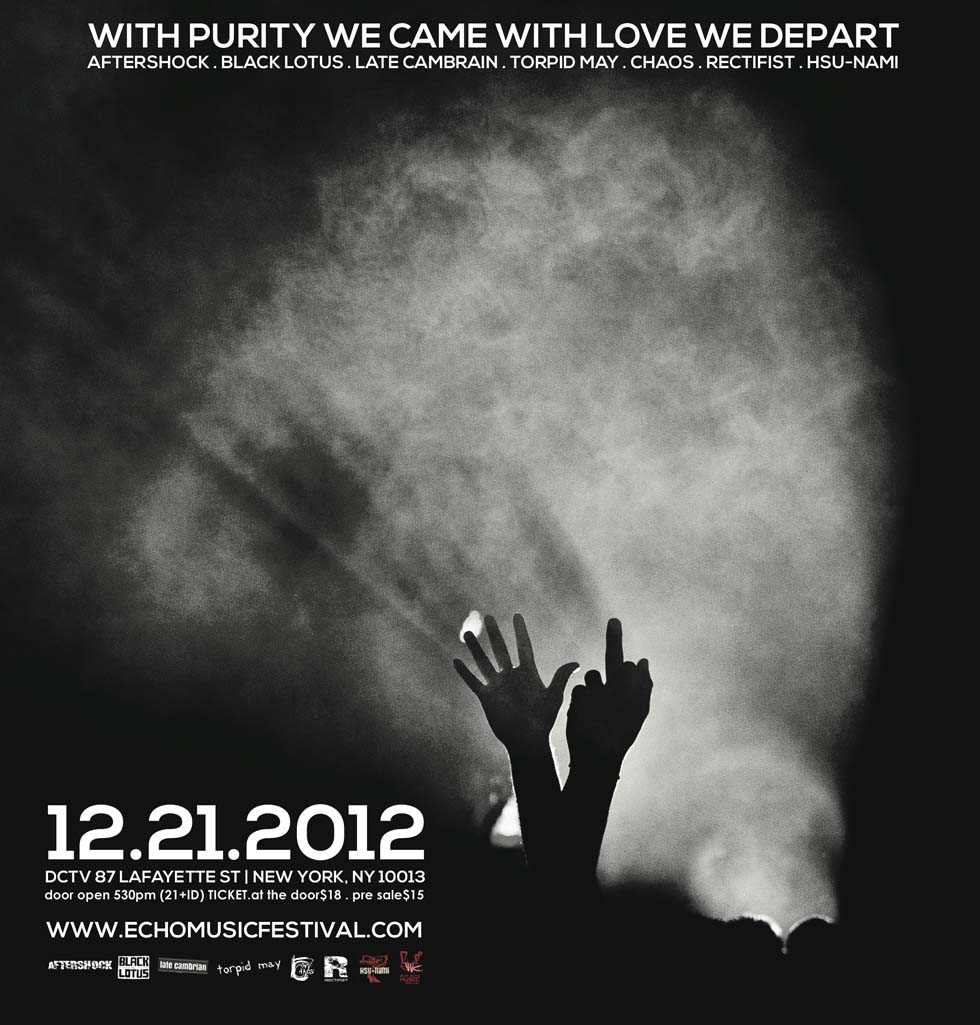 WITH PURITY WE CAME WITH LOVE WE DEPART
AFTERSHOCK . BLACK LOTUS . LATE CAMBRAIN . TORPID MAY . CHAOS . RECTIFIST . HSU-NAMI
12.21.2012
DCTV 87 LAFAYETTE ST | NEW YORK, NY 10013
door open 530pm (21+ID) TICKET.at the door$18 . pre sale$15
WWW.ECHOMUSICFESTIVAL.COM
AFTERSHOCK BLACK LOTUS late cambrian torpid may R RECTIFIST HSU-NAMI